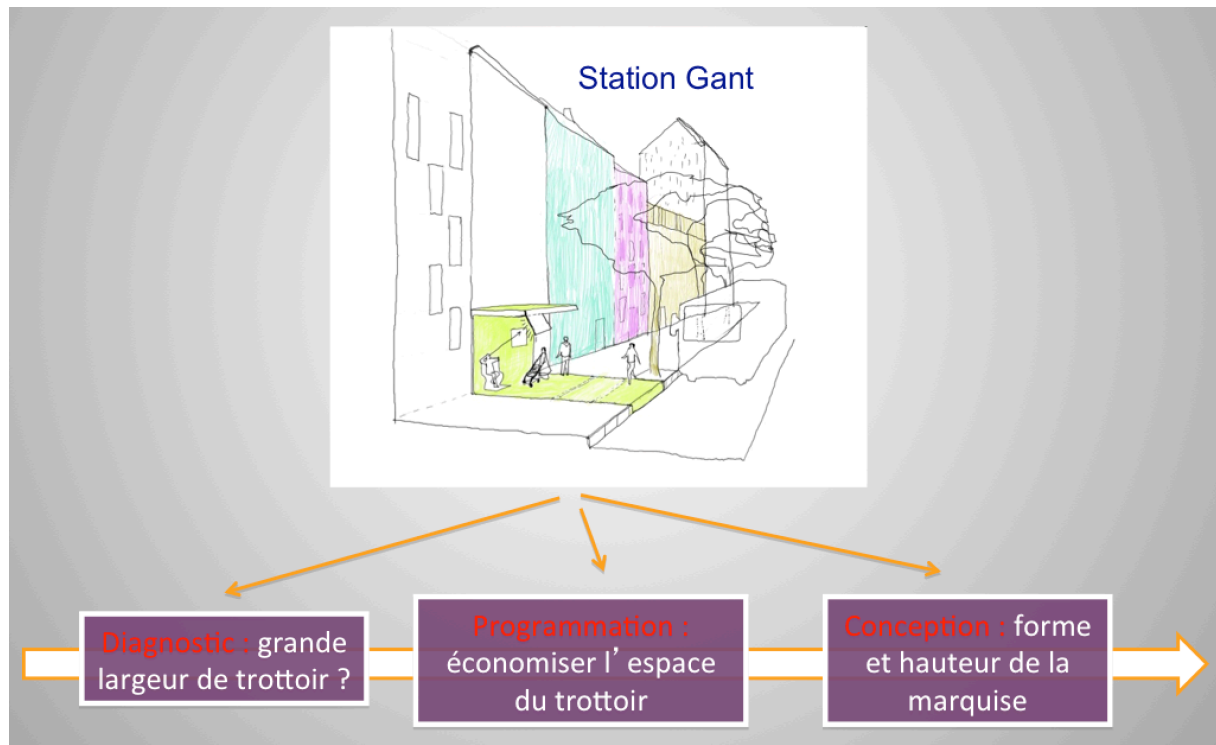 Station Gant
Diagnostic : grande
largeur de trottoir ?
Programmation :
économiser l’ espace
du trottoir
Conception : forme
et hauteur de la
marquise